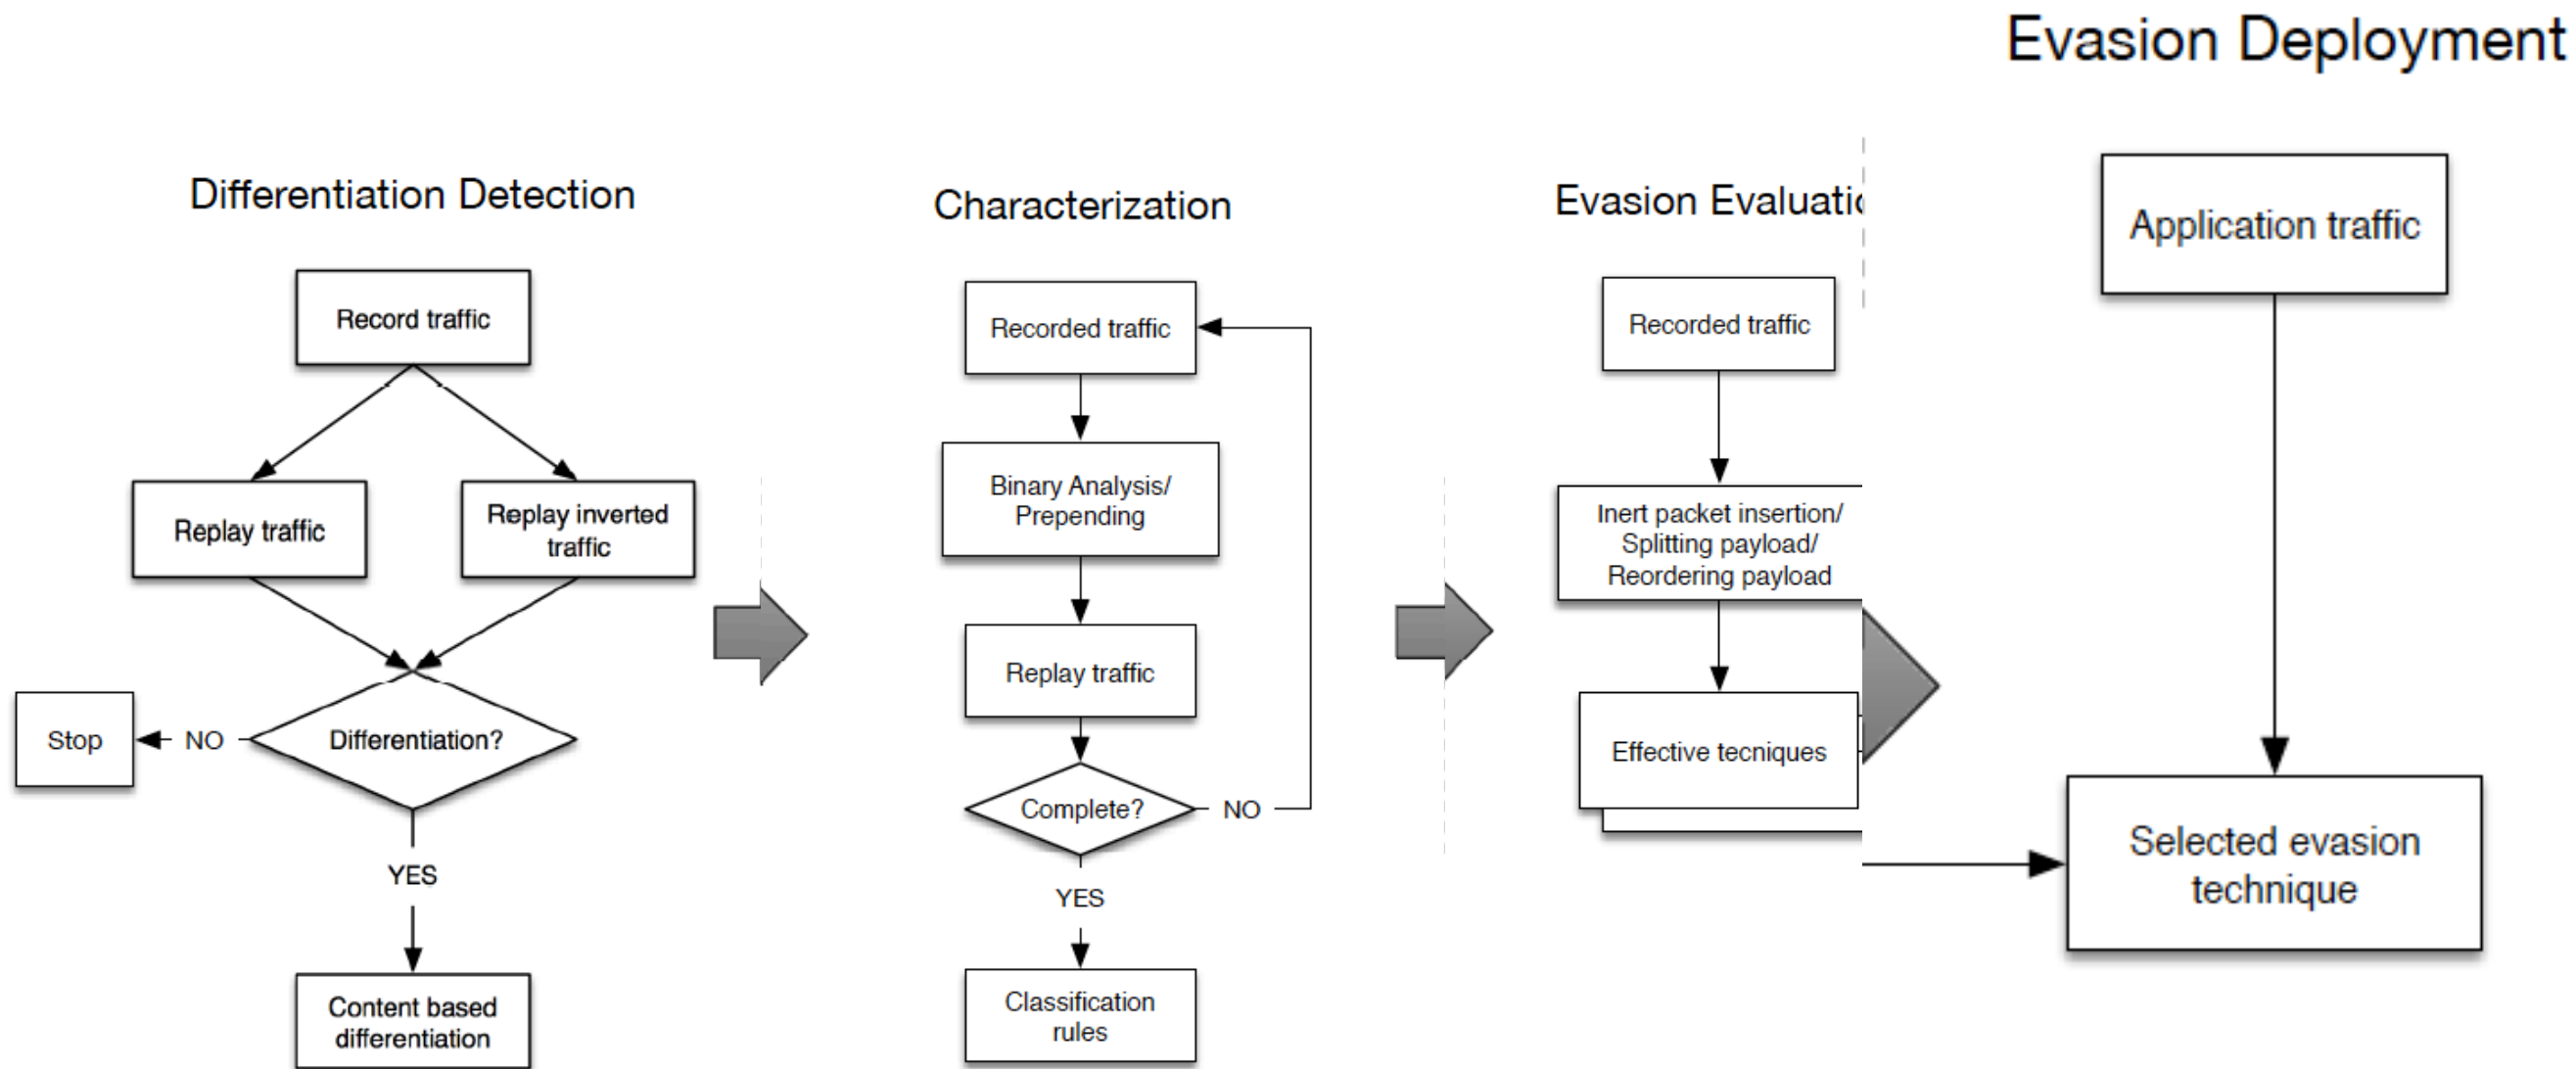 Evasion Deployment
Differentiation Detection
Record traffic
Replay traffic
Replay inverted
traffic
Differentiation?
NO
Stop
YES
Content based
differentiation
Characterization
Recorded traffic
Binary Analysis/
Prepending
Replay traffic
Complete?
NO
YES
Classification
rules
Evasion Evaluatio
Recorded traffic
Inert packet insertion/
Splitting payload/
Reordering payload
Effective tecniques
Application traffic
Selected evasion
technique